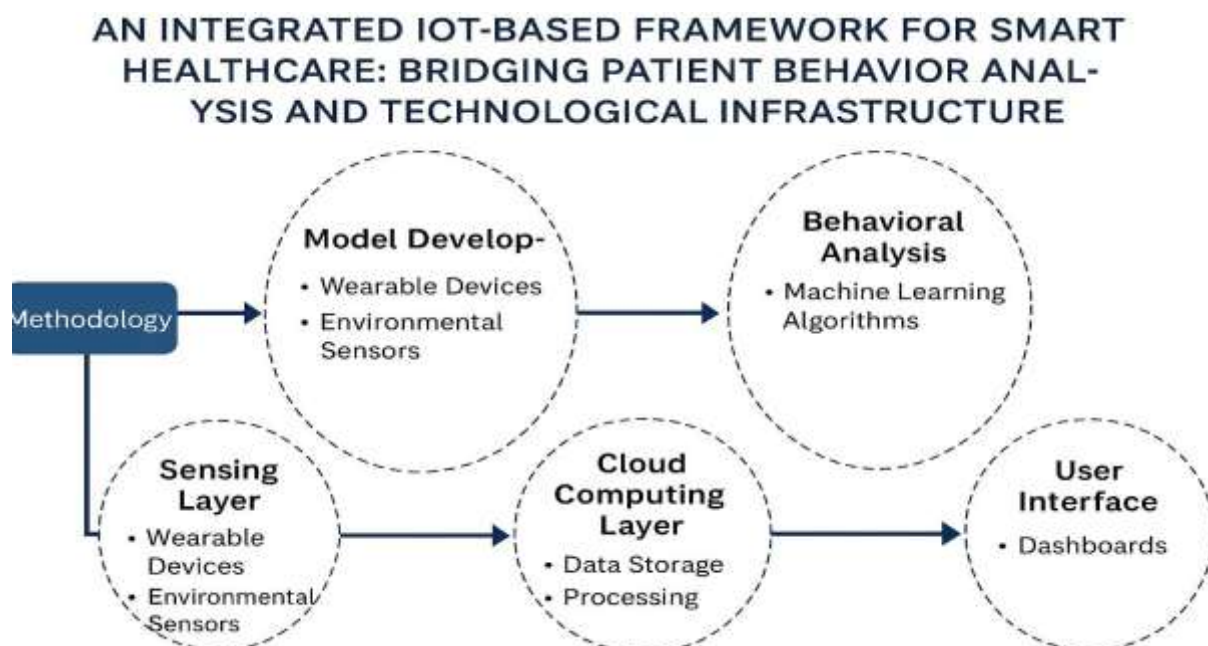 AN INTEGRATED IOT-BASED FRAMEWORK FOR SMART
HEALTHCARE: BRIDGING PATIENT BEHAVIOR ANAL-
YSIS AND TECHNOLOGICAL INFRASTRUCTURE
Methodology
Model Develop-
• Wearable Devices
• Environmental
Sensors
Behavioral
Analysis
• Machine Learning
Algorithms
Sensing
Layer
• Wearable
Devices
• Environmental
Sensors
Cloud
Computing
Layer
• Data Storage
• Processing
User
Interface
• Dashboards